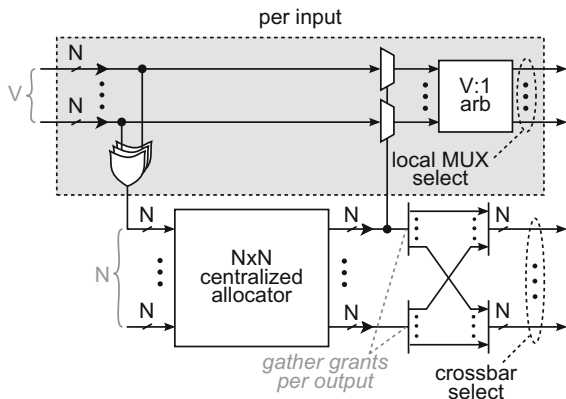 per input
N
V
N
V:1
arb
local MUX
select
N
N
N
N
NxN
centralized
allocator
N
N
N
N
gather grants
per output
crossbar
select